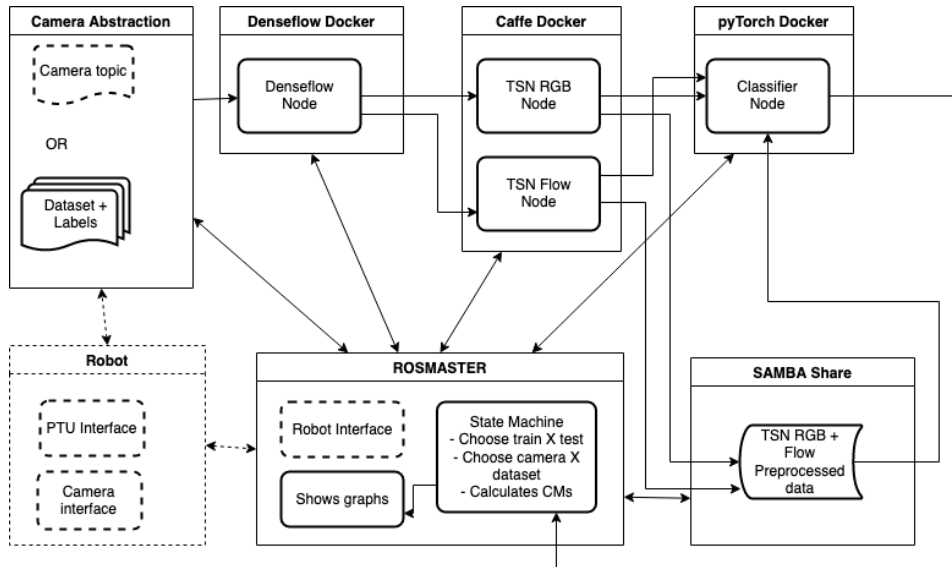 Camera Abstraction
Camera topic
OR
Dataset +
Labels
Denseflow Docker
Denseflow
Node
Caffe Docker
TSN RGB
Node
TSN Flow
Node
pyTorch Docker
Classifier
Node
Robot
PTU Interface
Camera
interface
ROSMASTER
Robot Interface
Shows graphs
State Machine
- Choose train X test
- Choose camera X
dataset
- Calculates CMs
SAMBA Share
TSN RGB +
Flow
Preprocessed
data